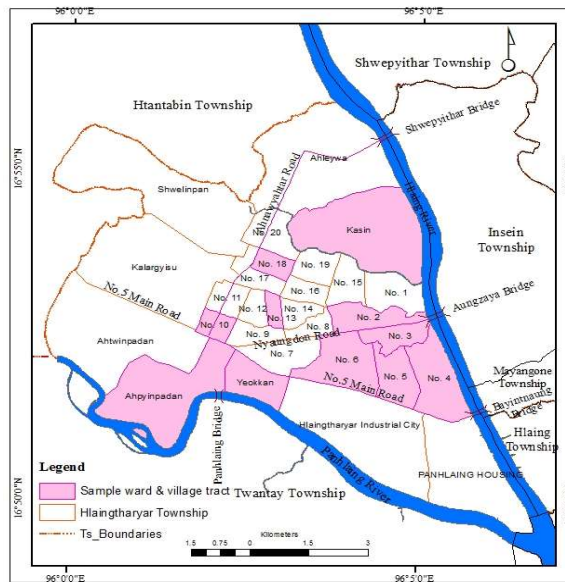 96°0'0"E 96°5'0"E
Shwepyithar Township
Htantabin Township
Shwepyithar Bridge
16°55'0"N
Ahleywa
Hlaing River
Shwelinpan
Kasin
No. 20
Insein
Township
No. 18
No. 19
Kalargyisu
No. 17
No. 15
No. 16
No. 1
No. 11
No.5 Main Road
No. 12
No. 14
No. 13
No. 2
Aungzaya Bridge
No. 10
No. 8
No. 9
No. 3
Ahtwinpadan
No. 7
No. 6
Mayangone
Township
Yeokkan
No.5 Main Road
No. 5
No. 4
Ahpyinpadan
Bayintnaung
Bridge
Hlaingtharyar Industrial City
Hlaing
Township
Panhlaing Bridge
Panhlaing River
PANHLAING HOUSING
Legend
Sample ward & village tract
Twantay Township
Hlaingtharyar Township
16°50'0"N
Ts_Boundaries
Kilometers
1.5 0.75 0 1.5 3
96°0'0"E 96°5'0"E